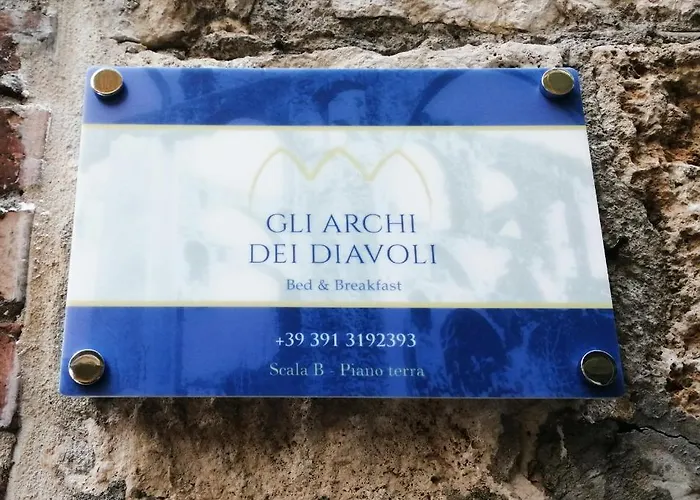 GLI ARCHI
DEI DIAVOLI
Bed & Breakfast
+39 391 3192393
Scala B - Piano terra